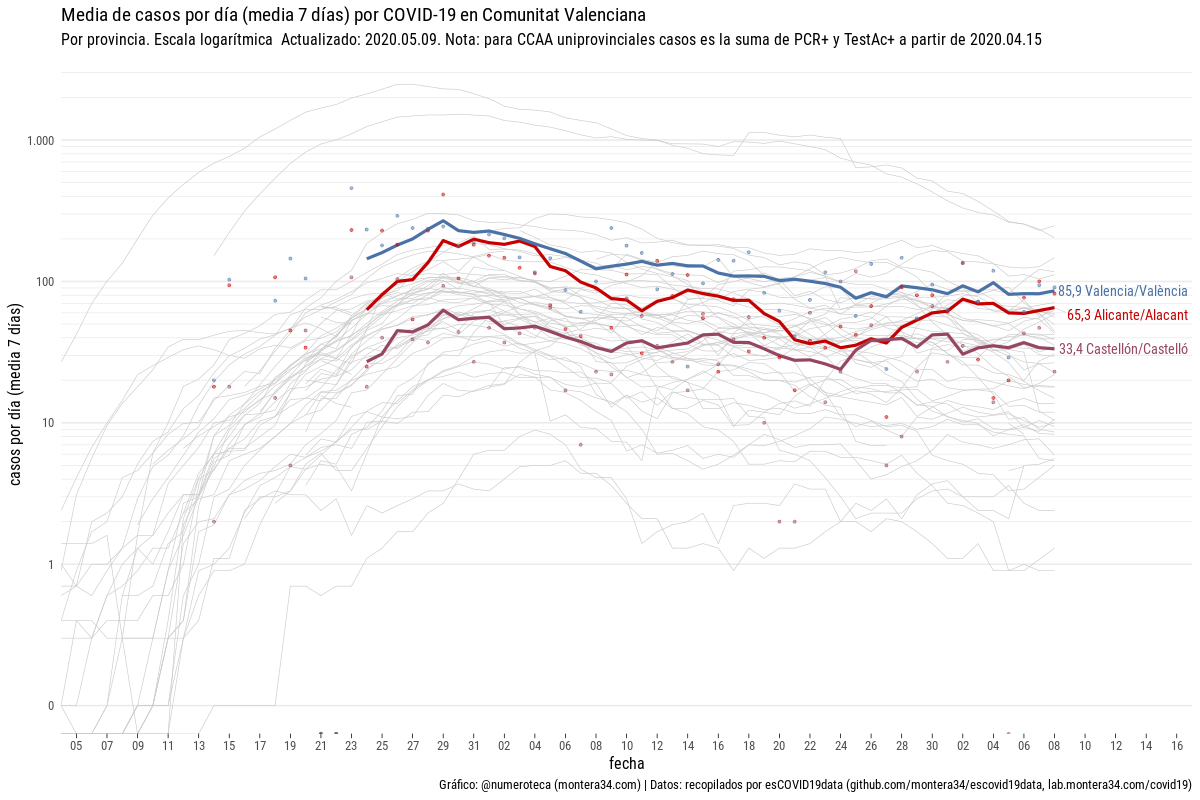 Media de casos por día (media 7 días) por COVID-19 en Comunitat Valenciana
Por provincia. Escala logarítmica  Actualizado: 2020.05.09. Nota: para CCAA uniprovinciales casos es la suma de PCR+ y TestAc+ a partir de 2020.04.15
casos por día (media 7 días)
1.000
100
10
1
0
85,9 Valencia/València
65,3 Alicante/Alacant
33,4 Castellón/Castelló
05 07 09 11 13 15 17 19 21 23 25 27 29 31 02 04 06 08 10 12 14 16 18 20 22 24 26 28 30 02 04 06 08 10 12 14 16
fecha
Gráfico: @numeroteca (montera34.com) | Datos: recopilados por esCOVID19data (github.com/montera34/escovid19data, lab.montera34.com/covid19)